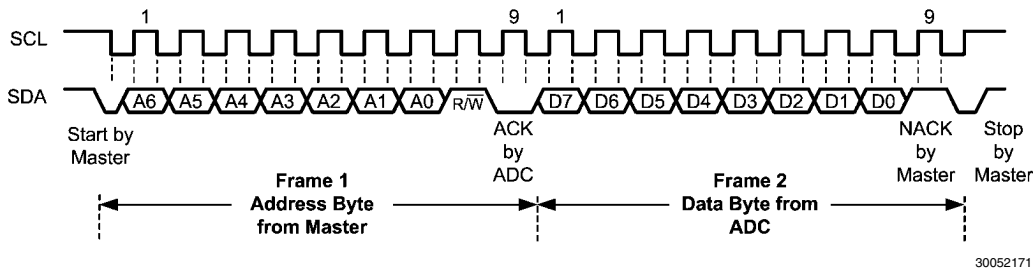 1 9 1 9
SCL
SDA A6 A5 A4 A3 A2 A1 A0 R/W̅ D7 D6 D5 D4 D3 D2 D1 D0
Start by
Master
ACK
by
ADC
NACK
by
Master
Stop
by
Master
Frame 1
Address Byte
from Master
Frame 2
Data Byte from
ADC
30052171